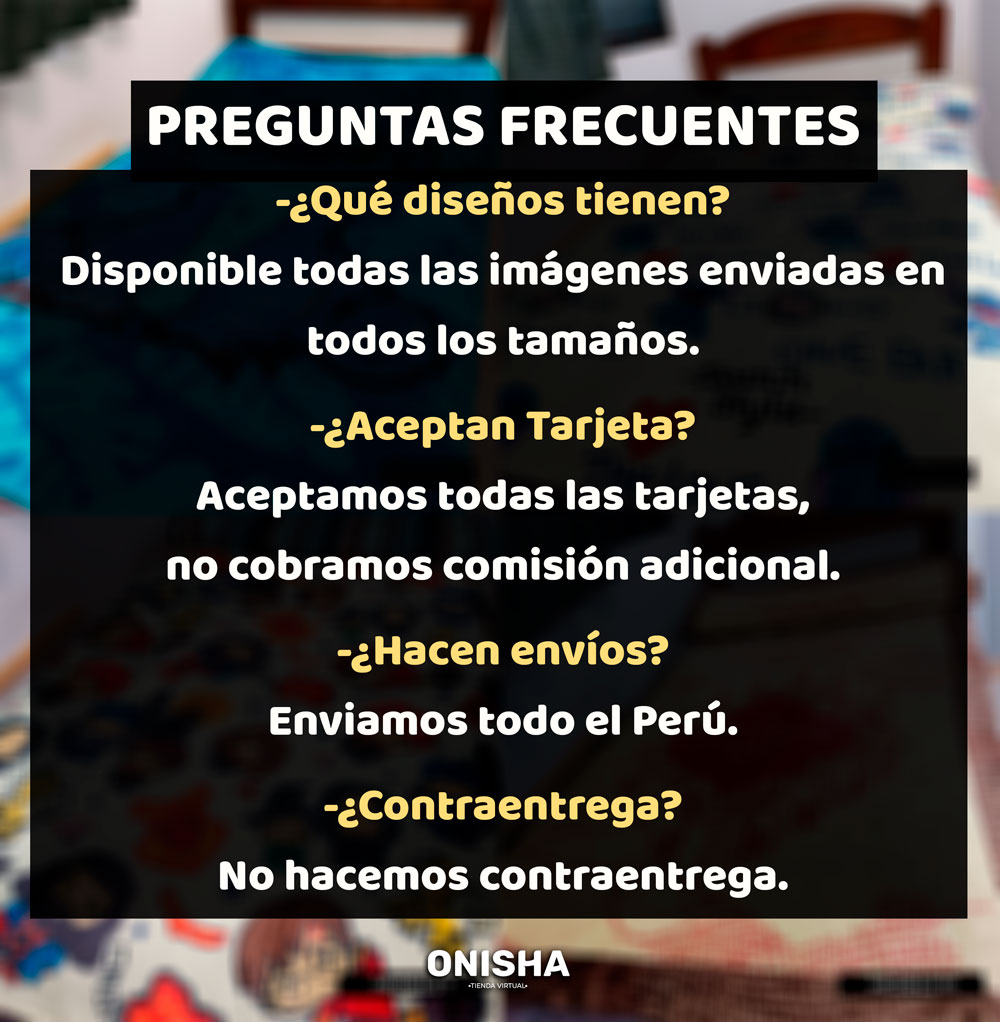 PREGUNTAS FRECUENTES
-¿Qué diseños tienen?
Disponible todas las imágenes enviadas en
todos los tamaños.
-¿Aceptan Tarjeta?
Aceptamos todas las tarjetas,
no cobramos comisión adicional.
-¿Hacen envíos?
Enviamos todo el Perú.
-¿Contraentrega?
No hacemos contraentrega.
ONISHA
•TIENDA VIRTUAL•